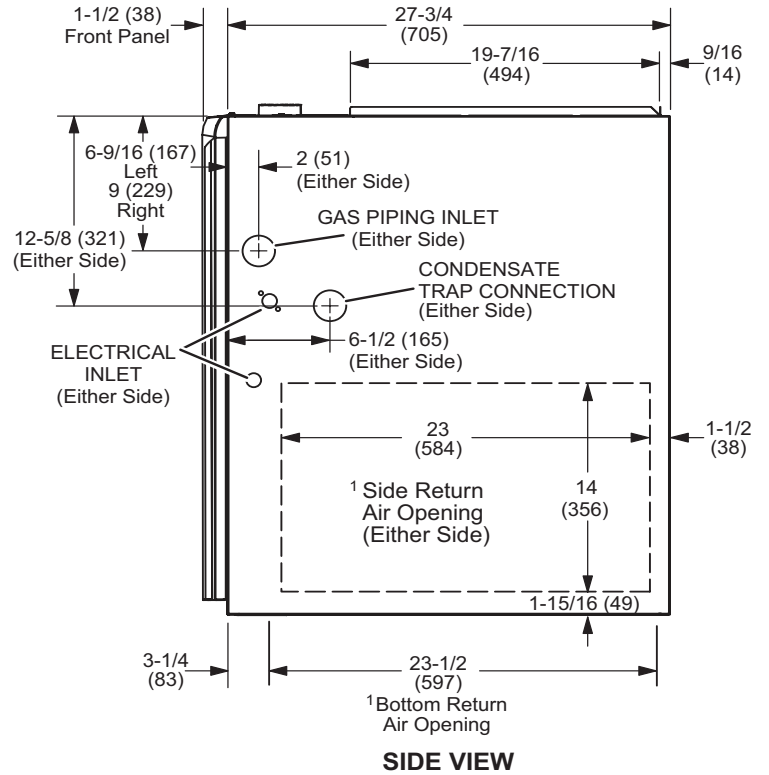 1-1/2 (38)
Front Panel
27-3/4
(705)
19-7/16
(494)
9/16
(14)
6-9/16 (167)
Left
9 (229)
Right
2 (51)
(Either Side)
12-5/8 (321)
(Either Side)
GAS PIPING INLET
(Either Side)
CONDENSATE
TRAP CONNECTION
(Either Side)
6-1/2 (165)
(Either Side)
ELECTRICAL
INLET
(Either Side)
23
(584)
1-1/2
(38)
1 Side Return
Air Opening
(Either Side)
14
(356)
1-15/16 (49)
3-1/4
(83)
23-1/2
(597)
1 Bottom Return
Air Opening
SIDE VIEW